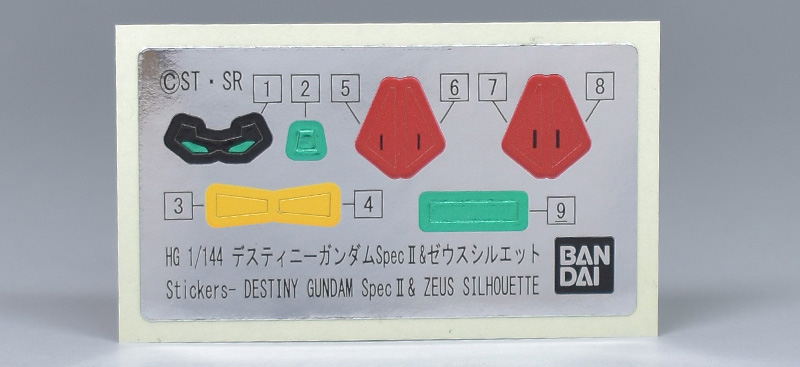 ©ST・SR
1 2 5 6 7 8
3 4 9
HG 1/144 デスティニーガンダムSpecⅡ&ゼウスシルエット
Stickers- DESTINY GUNDAM SpecⅡ& ZEUS SILHOUETTE
BAN
DAI